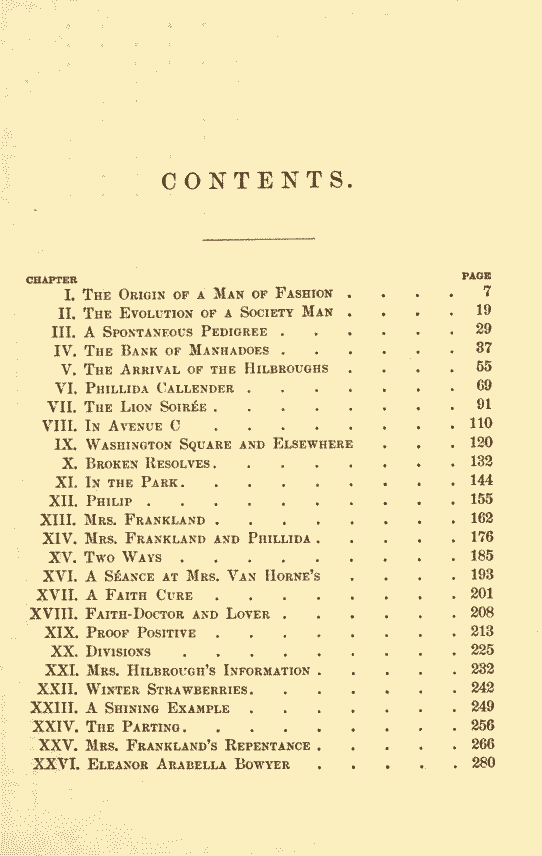 CONTENTS.
CHAPTER PAGE
I. THE ORIGIN OF A MAN OF FASHION . . . . 7
II. THE EVOLUTION OF A SOCIETY MAN . . . . 19
III. A SPONTANEOUS PEDIGREE . . . . . . 29
IV. THE BANK OF MANHADOES . . . . . . 37
V. THE ARRIVAL OF THE HILBROUGHS . . . . 55
VI. PHILLIDA CALLENDER . . . . . . . 69
VII. THE LION SOIRÉE . . . . . . . . 91
VIII. IN AVENUE C . . . . . . . . 110
IX. WASHINGTON SQUARE AND ELSEWHERE . . . 120
X. BROKEN RESOLVES . . . . . . . . 132
XI. IN THE PARK . . . . . . . . . 144
XII. PHILIP . . . . . . . . . . 155
XIII. MRS. FRANKLAND . . . . . . . . 162
XIV. MRS. FRANKLAND AND PHILLIDA . . . . . 176
XV. TWO WAYS . . . . . . . . . 185
XVI. A SÉANCE AT MRS. VAN HORNE'S . . . . 193
XVII. A FAITH CURE . . . . . . . . 201
XVIII. FAITH-DOCTOR AND LOVER . . . . . . 208
XIX. PROOF POSITIVE . . . . . . . . 213
XX. DIVISIONS . . . . . . . . . 225
XXI. MRS. HILBROUGH'S INFORMATION . . . . . 232
XXII. WINTER STRAWBERRIES . . . . . . . 242
XXIII. A SHINING EXAMPLE . . . . . . . 249
XXIV. THE PARTING . . . . . . . . . 256
XXV. MRS. FRANKLAND'S REPENTANCE . . . . . 266
XXVI. ELEANOR ARABELLA BOWYER . . . . . 280